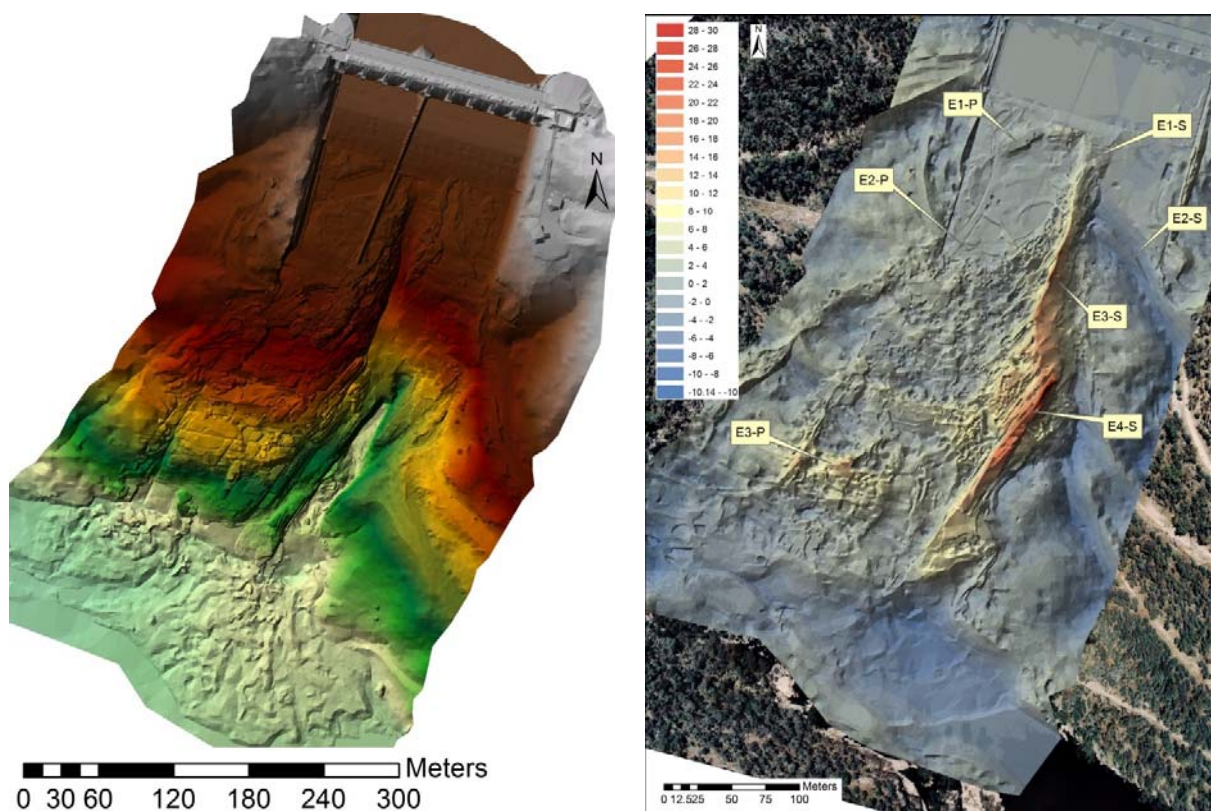 N
Meters
0 30 60 120 180 240 300
28 - 30
26 - 28
24 - 26
22 - 24
20 - 22
18 - 20
16 - 18
14 - 16
12 - 14
10 - 12
8 - 10
6 - 8
4 - 6
2 - 4
0 - 2
-2 - 0
-4 - -2
-6 - -4
-8 - -6
-10 - -8
-10.14 - -10
N
E1-P
E1-S
E2-P
E2-S
E3-S
E4-S
E3-P
Meters
0 12.525 50 75 100